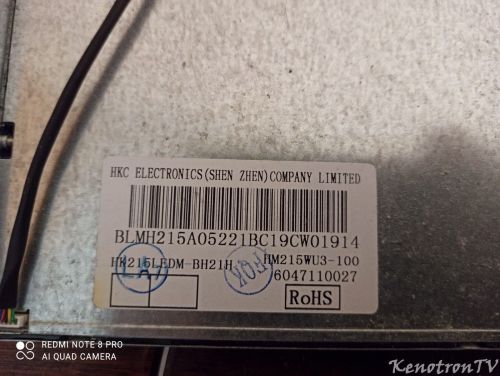 HKC ELECTRONICS(SHEN ZHEN)COMPANY LIMITED
BLMH215A05221BC19CW01914
HK215LEDM-BH21H HM215WU3-100
6047110027
RoHS
REDMI NOTE 8 PRO
AI QUAD CAMERA
KenotronTV